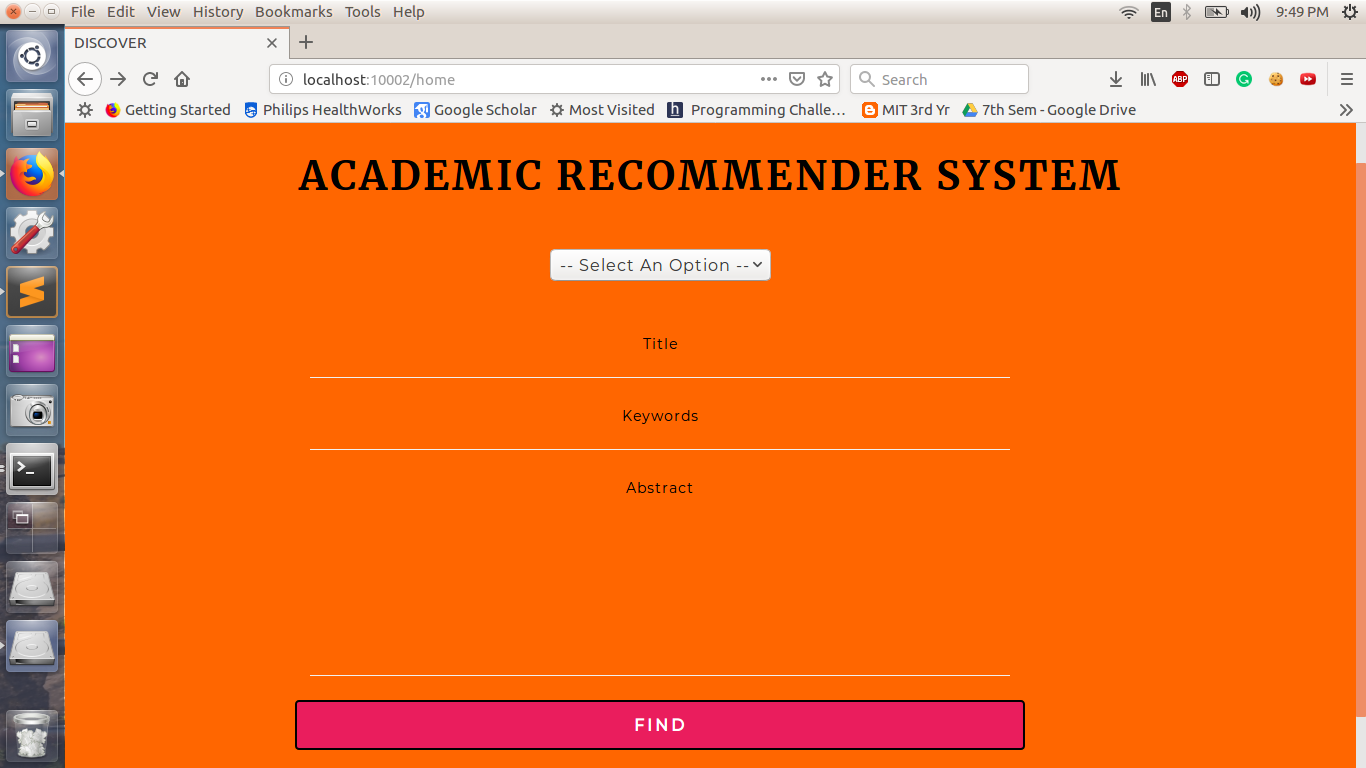 File Edit View History Bookmarks Tools Help
En
9:49 PM
DISCOVER
localhost:10002/home
Search
ABP
Getting Started
Philips HealthWorks
Google Scholar
Most Visited
h
Programing Challe...
MIT 3rd Yr
7th Sem - Google Drive
ACADEMIC RECOMMENDER SYSTEM
-- Select An Option --
Title
Keywords
Abstract
FIND